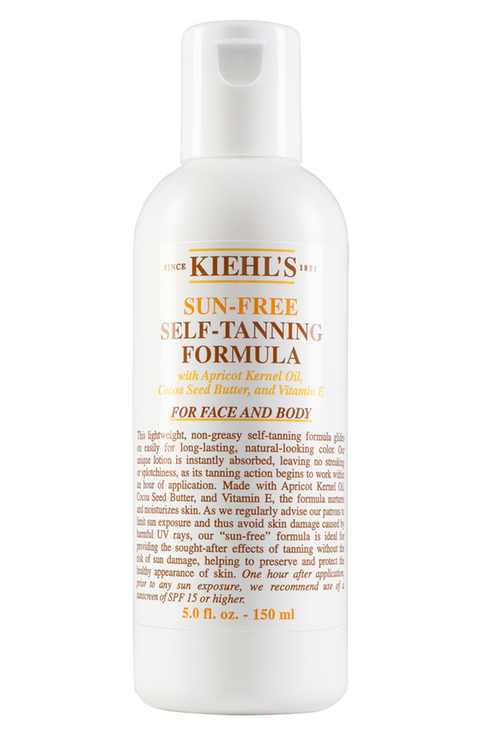 SINCE KIEHL'S 1851
SUN-FREE
SELF-TANNING
FORMULA
with Apricot Kernel Oil,
Cocoa Seed Butter, and Vitamin E
FOR FACE AND BODY
This lightweight, non-greasy self-tanning formula glides
on easily for long-lasting, natural-looking color. Our
unique lotion is instantly absorbed, leaving no streaking
or splotchiness, as its tanning action begins to work within
an hour of application. Made with Apricot Kernel Oil,
Cocoa Seed Butter, and Vitamin E, the formula nurtures
and moisturizes skin. As we regularly advise our patrons to
limit sun exposure and thus avoid skin damage caused by
harmful UV rays, our “sun-free” formula is ideal for
providing the sought-after effects of tanning without the
risk of sun damage, helping to preserve and protect the
healthy appearance of skin. One hour after application,
prior to any sun exposure, we recommend use of a
sunscreen of SPF 15 or higher.
5.0 fl. oz. - 150 ml